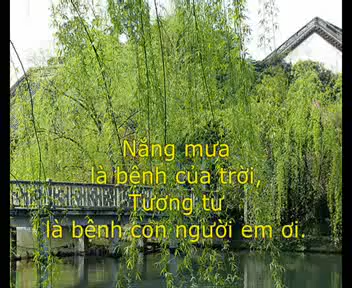 Nắng mưa
là bệnh của trời,
Tương tư
là bệnh con người em ơi.